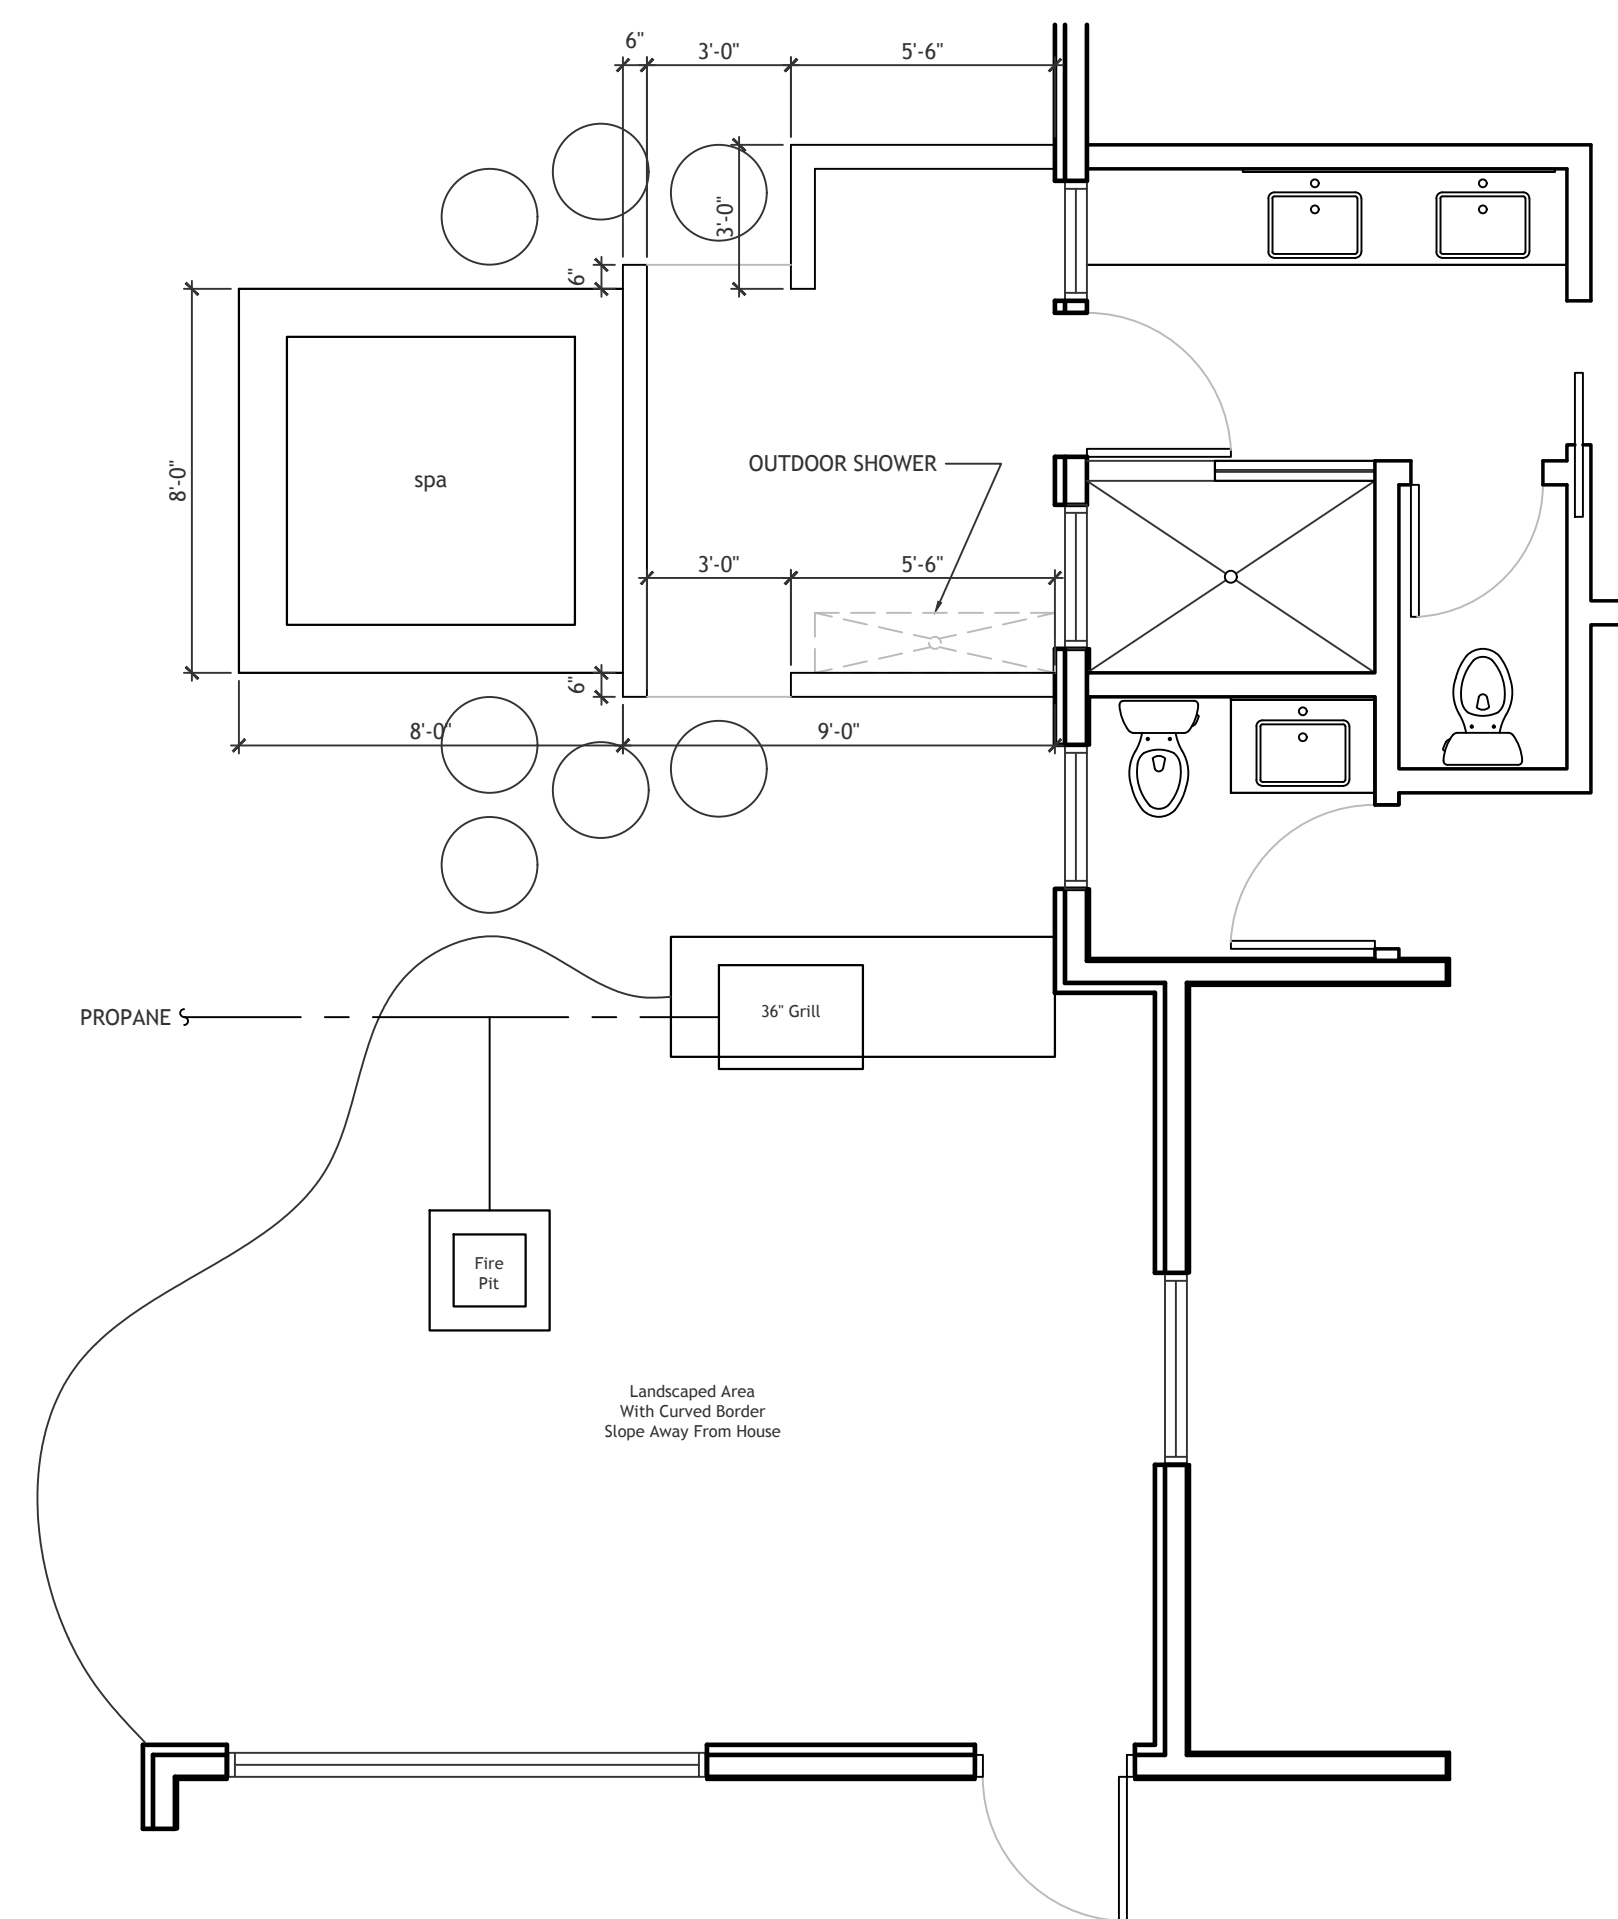 6"
3'-0"
5'-6"
3'-0"
6"
8'-0"
spa
OUTDOOR SHOWER
3'-0"
5'-6"
6"
8'-0"
9'-0"
PROPANE
36" Grill
Fire
Pit
Landscaped Area
With Curved Border
Slope Away From House